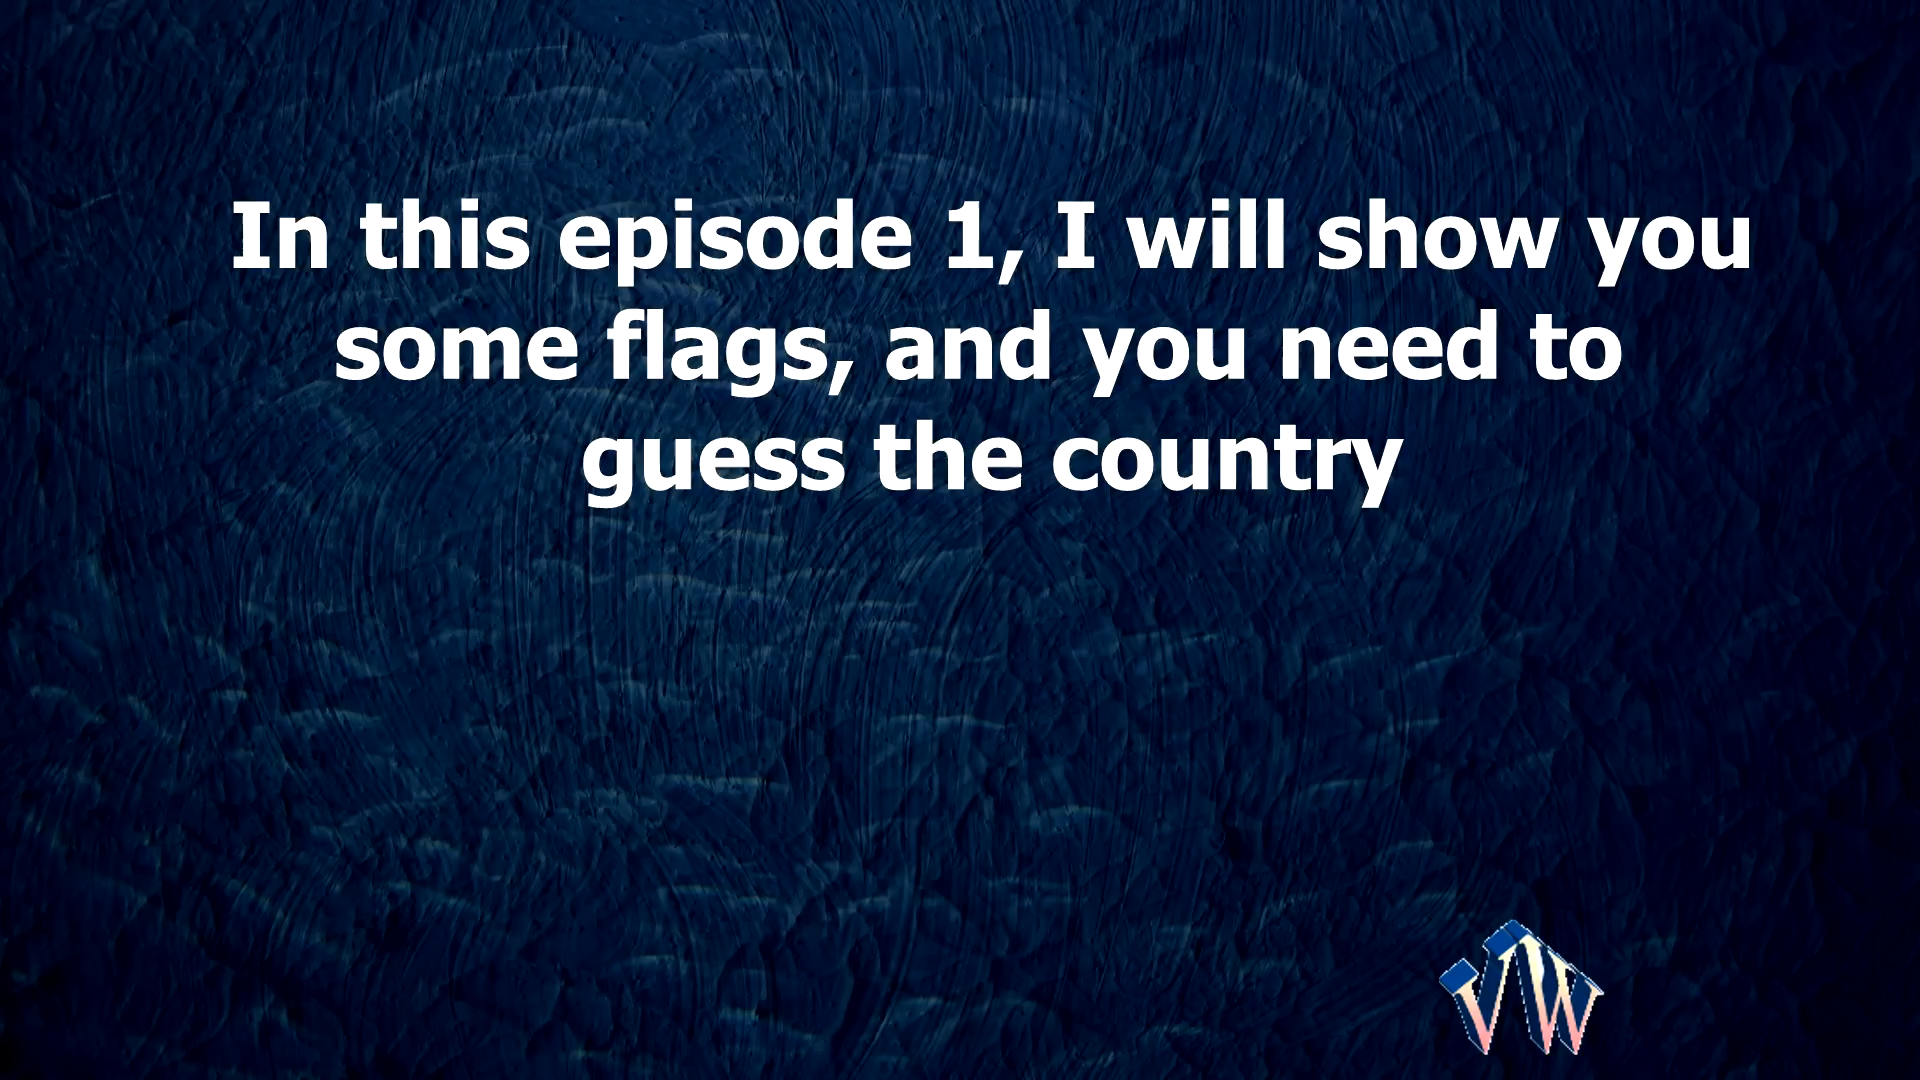 In this episode 1, I will show you
some flags, and you need to
guess the country
VW